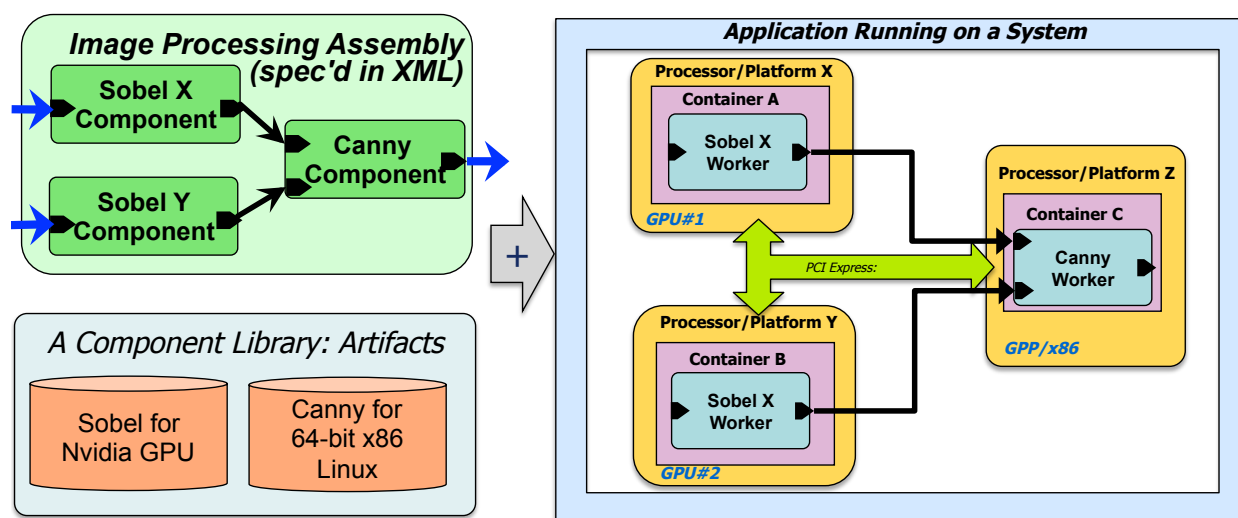 Image Processing Assembly
(spec'd in XML)
Sobel X
Component
Canny
Component
Sobel Y
Component
A Component Library: Artifacts
Sobel for
Nvidia GPU
Canny for
64-bit x86
Linux
+
Application Running on a System
Processor/Platform X
Container A
Sobel X
Worker
GPU#1
Processor/Platform Z
Container C
Canny
Worker
GPP/x86
PCI Express:
Processor/Platform Y
Container B
Sobel X
Worker
GPU#2